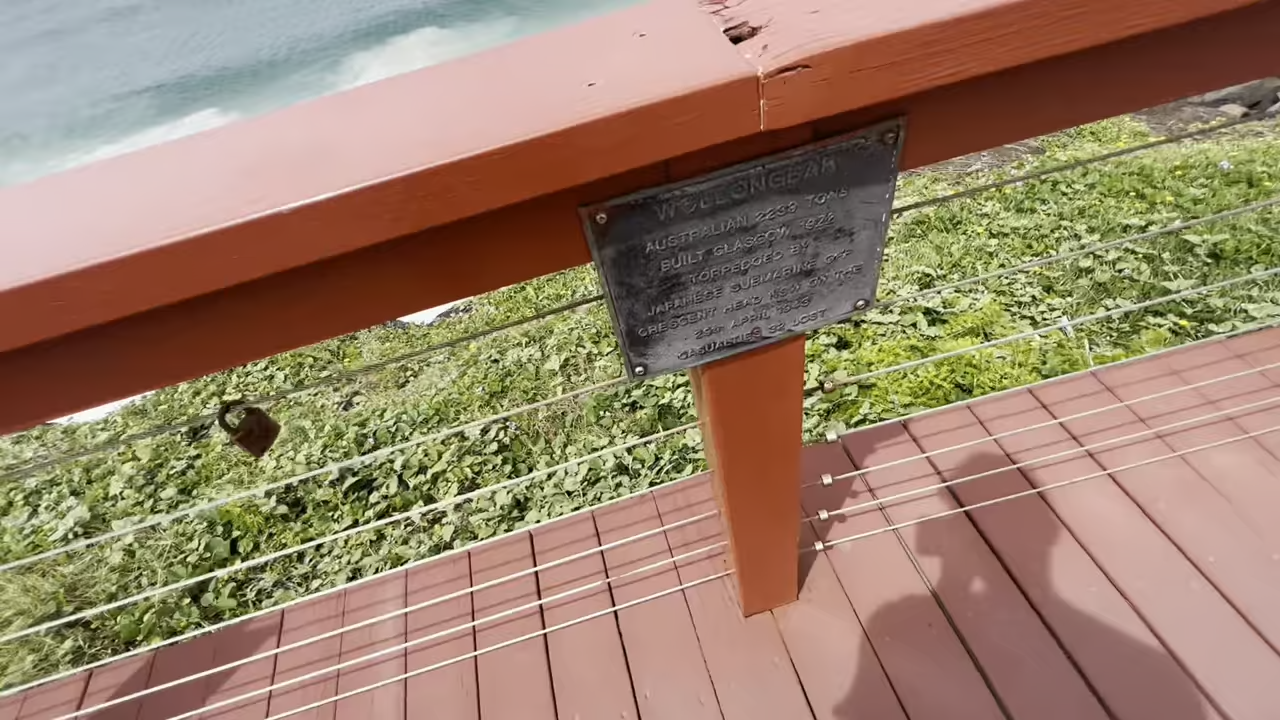 WOLLONGBAR
AUSTRALIAN 2239 TONS
BUILT GLASGOW 1922
TORPEDOED BY
JAPANESE SUBMARINE OFF
CRESCENT HEAD NSW ON THE
29TH APRIL 1943
CASUALTIES 32 LOST